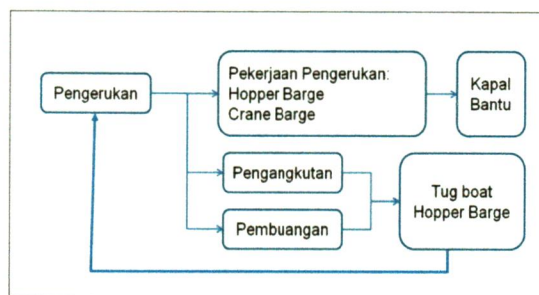 Pengerukan
Pekerjaan Pengerukan:
Hopper Barge
Crane Barge
Kapal
Bantu
Pengangkutan
Pembuangan
Tug boat
Hopper Barge